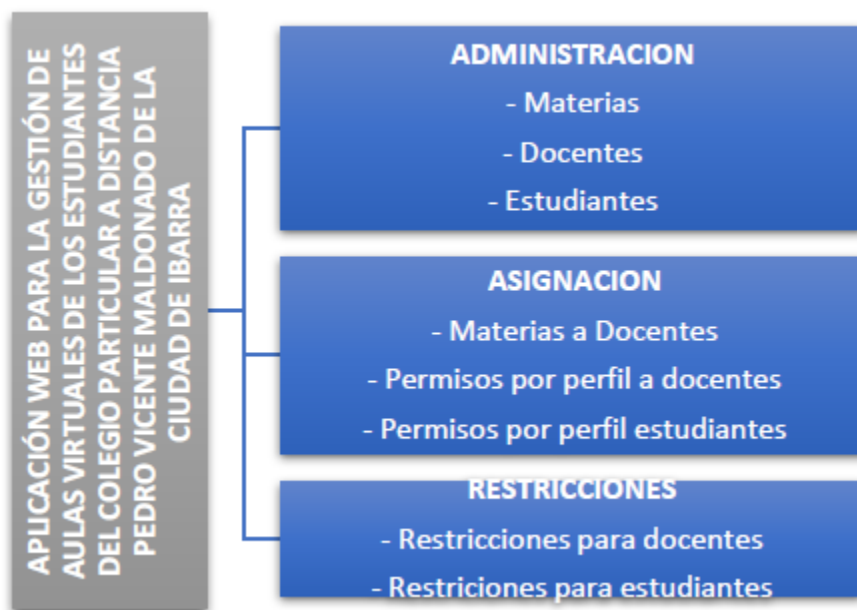 APLICACIÓN WEB PARA LA GESTIÓN DE
AULAS VIRTUALES DE LOS ESTUDIANTES
DEL COLEGIO PARTICULAR A DISTANCIA
PEDRO VICENTE MALDONADO DE LA
CIUDAD DE IBARRA
ADMINISTRACION
- Materias
- Docentes
- Estudiantes
ASIGNACION
- Materias a Docentes
- Permisos por perfil a docentes
- Permisos por perfil estudiantes
RESTRICCIONES
- Restricciones para docentes
- Restriciones para estudiantes